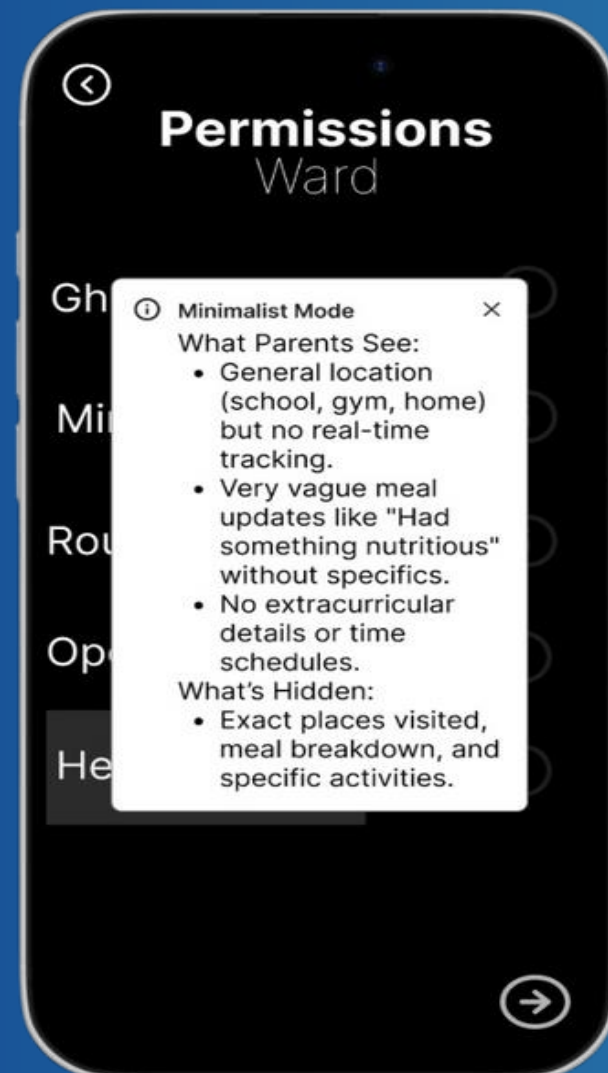 Permissions
Ward
Minimalist Mode
What Parents See:
• General location
(school, gym, home)
but no real-time
tracking.
• Very vague meal
updates like "Had
something nutritious"
without specifics.
• No extracurricular
details or time
schedules.
What's Hidden:
• Exact places visited,
meal breakdown, and
specific activities.